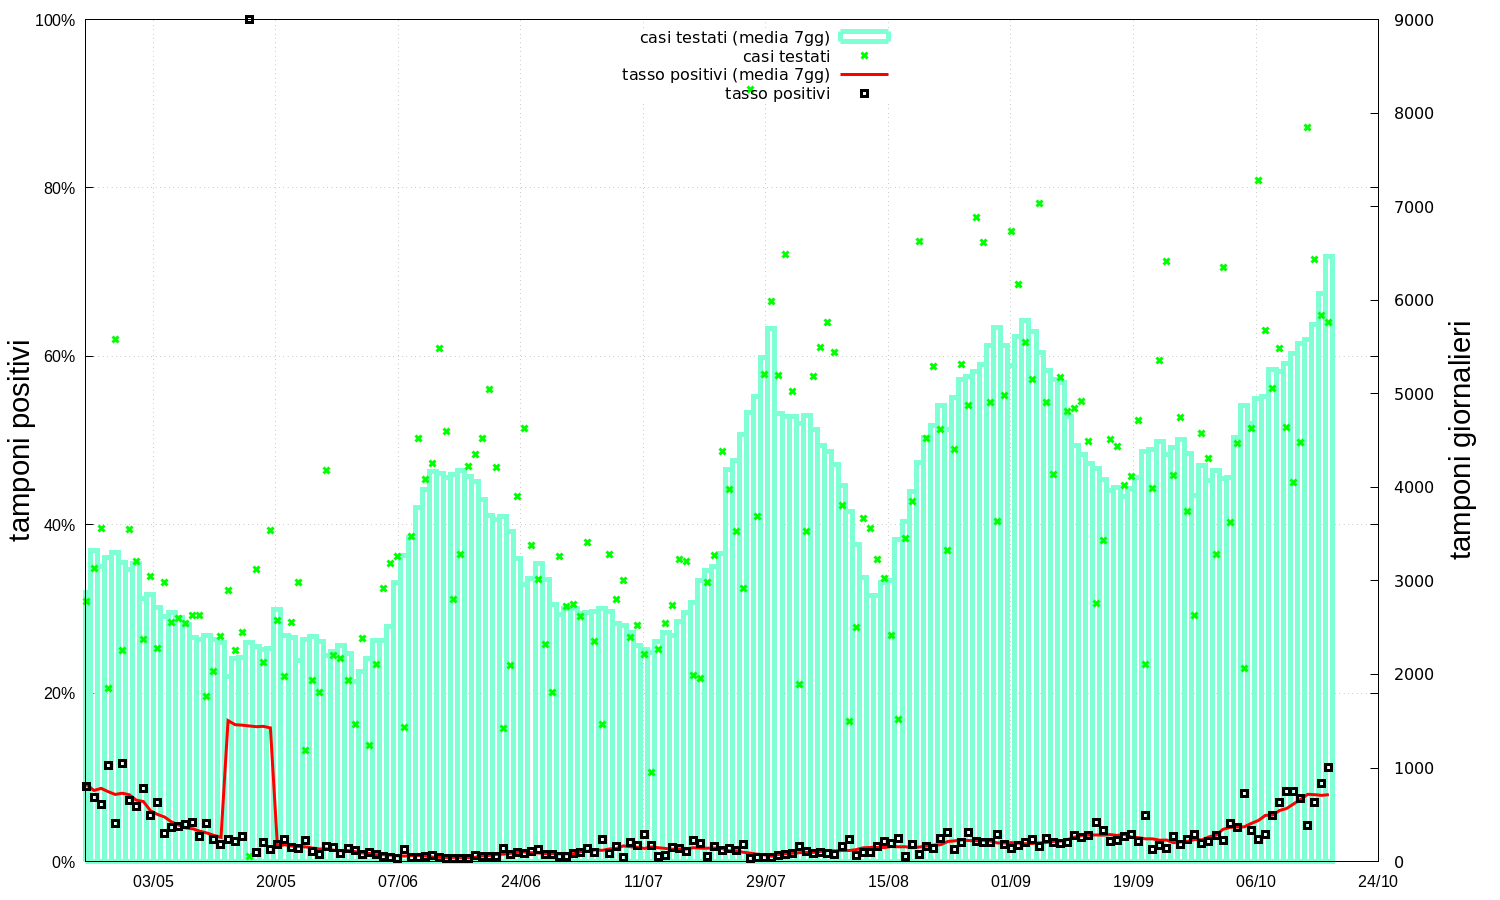 100%
80%
60%
40%
20%
0%
tamponi positivi
casi testati (media 7gg)
casi testati
tasso positivi (media 7gg)
tasso positivi
9000
8000
7000
6000
5000
4000
3000
2000
1000
0
tamponi giornalieri
03/05 20/05 07/06 24/06 11/07 29/07 15/08 01/09 19/09 06/10 24/10